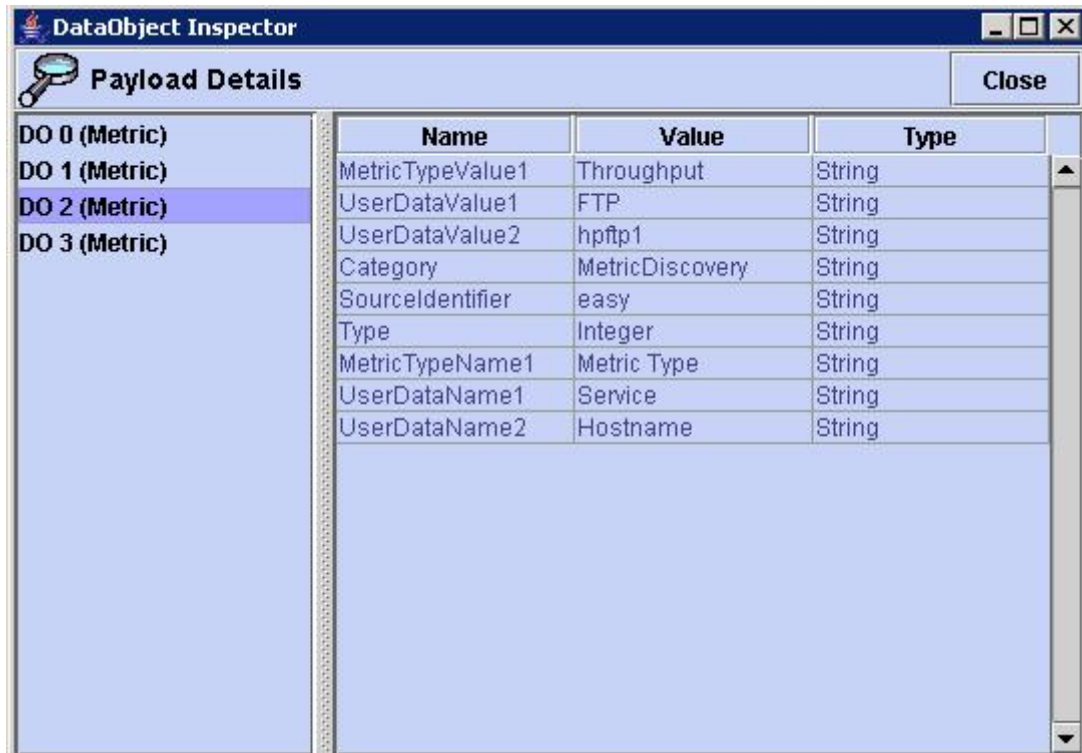 DataObject Inspector
Payload Details
Close
DO 0 (Metric)
DO 1 (Metric)
DO 2 (Metric)
DO 3 (Metric)
Name Value Type
MetricTypeValue1 Throughput String
UserDataValue1 FTP String
UserDataValue2 hpftp1 String
Category MetricDiscovery String
SourceIdentifier easy String
Type Integer String
MetricTypeName1 Metric Type String
UserDataName1 Service String
UserDataName2 Hostname String